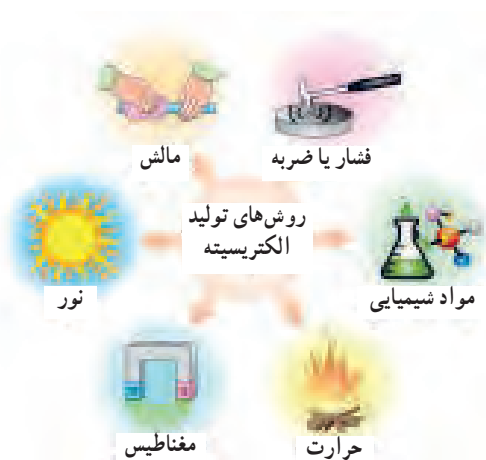 فشار یا ضربه
مالش
روش‌های تولید
الکتریسیته
مواد شیمیایی
نور
حرارت
مغناطیس